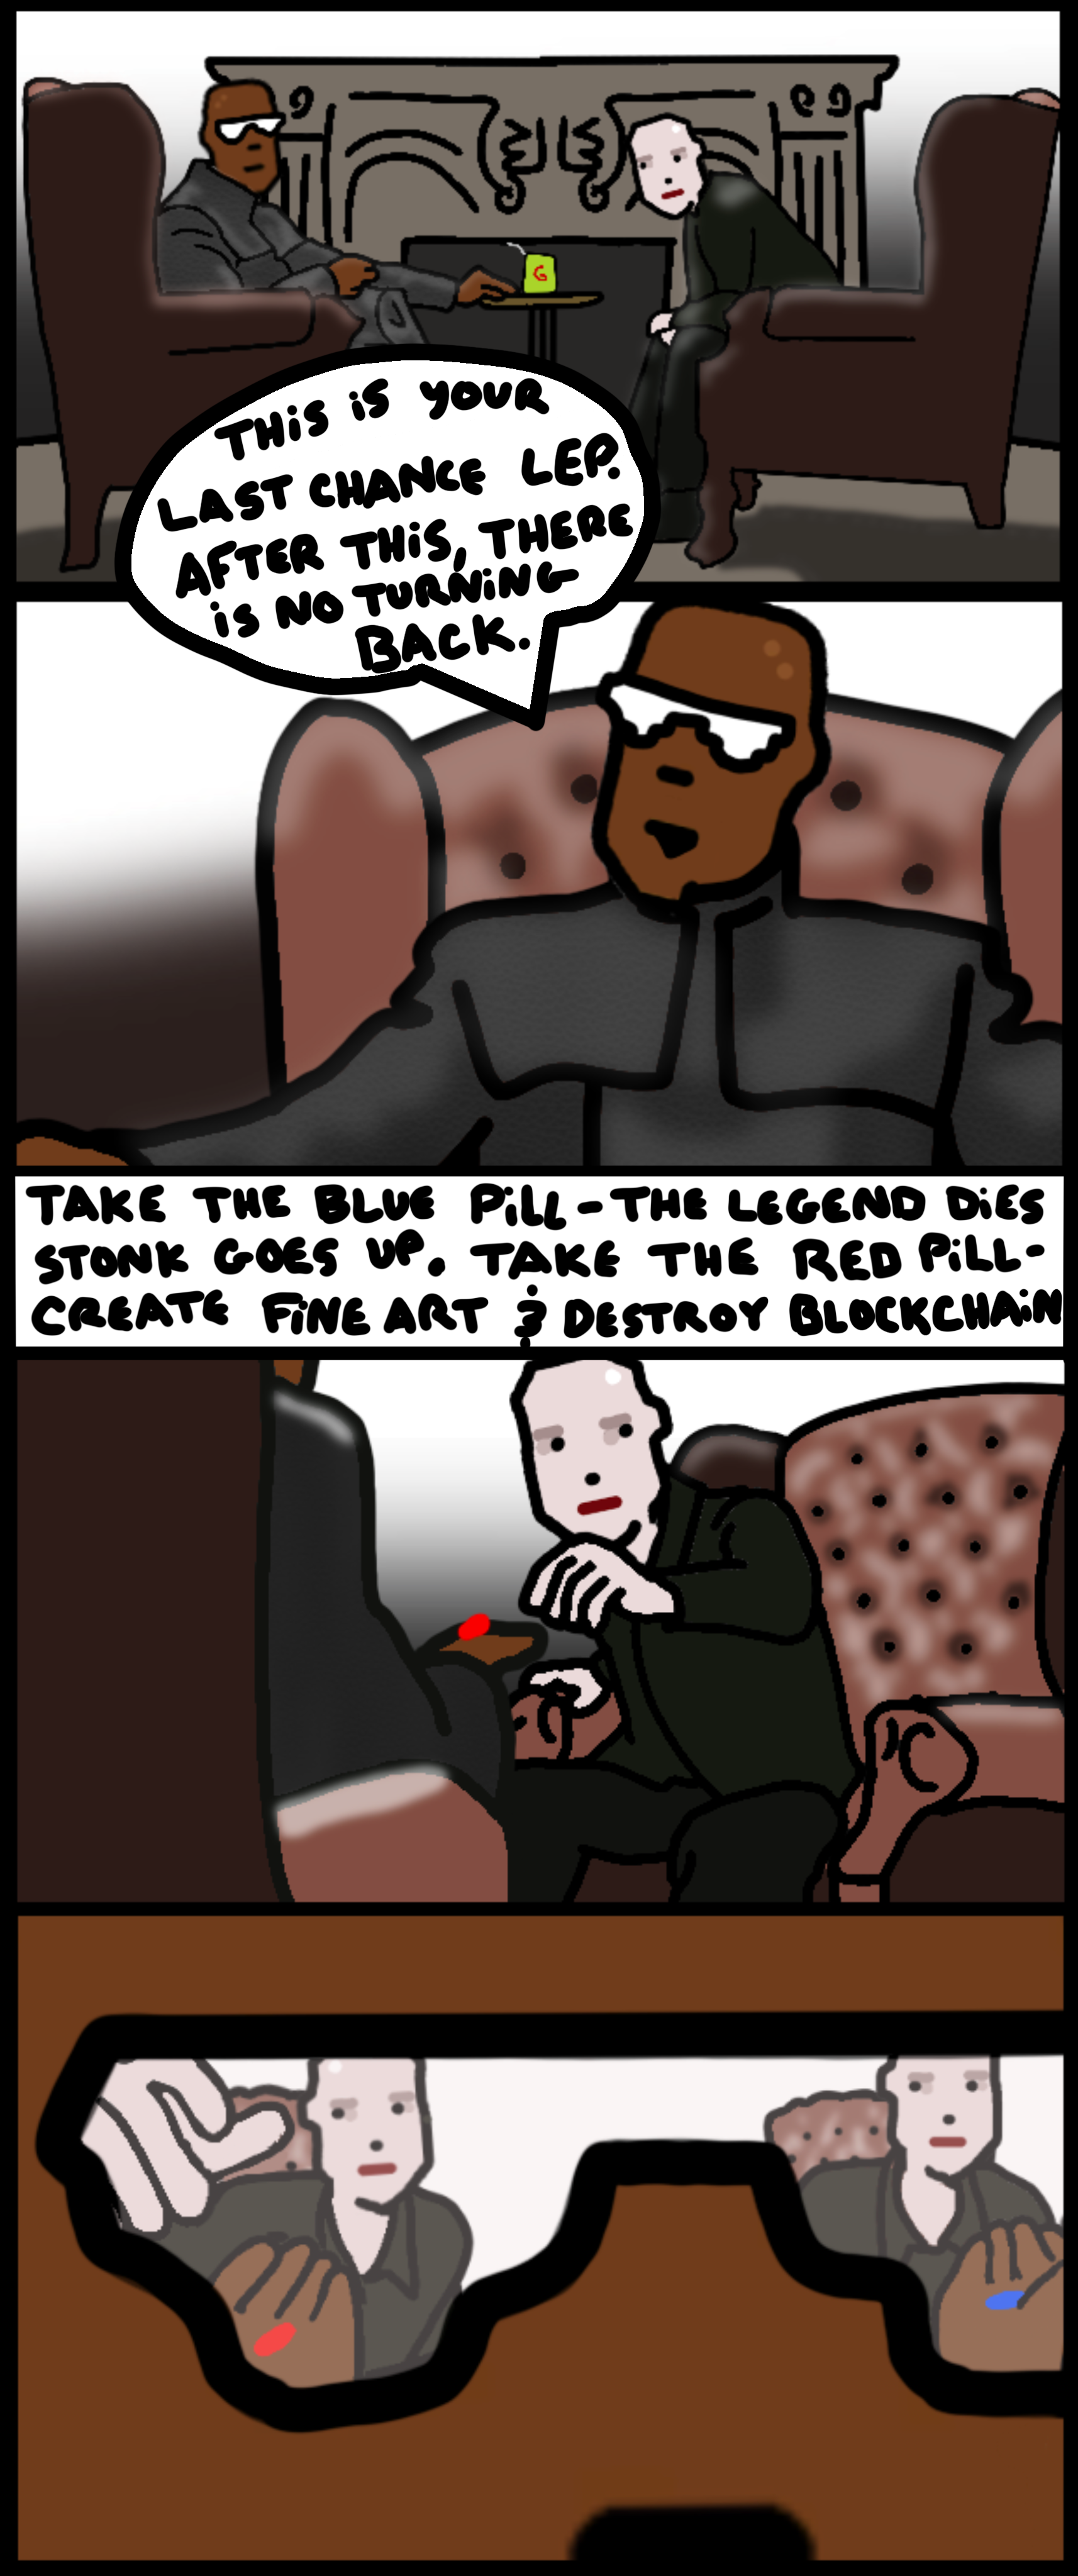 G
THiS iS YOUR
LAST CHANCE LEP.
AFTER THiS, THERE
iS NO TURNiNG
BACK.
TAKE THE BLUE PiLL - THE LEGEND DiES
STONK GOES UP. TAKE THE RED PiLL -
CREATE FiNE ART & DESTROY BLOCKCHAiN